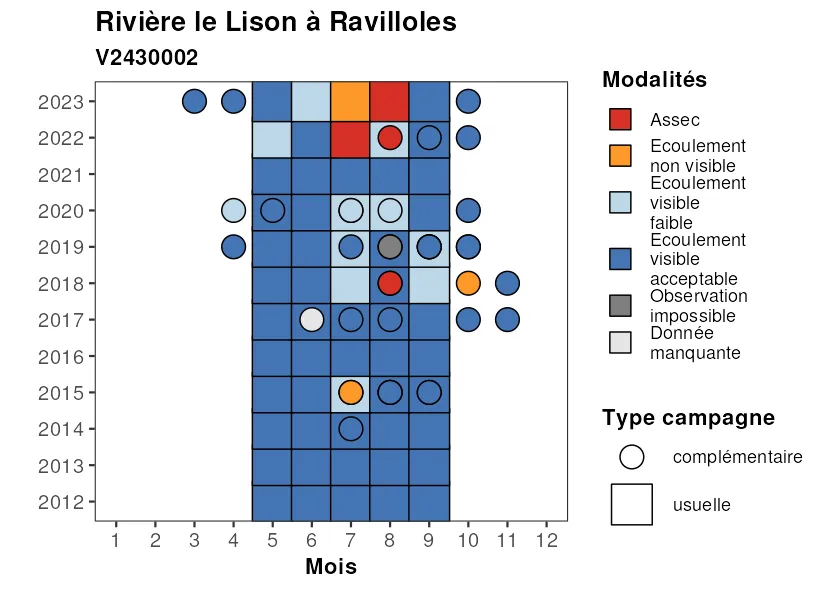 Rivière le Lison à Ravilloles
V2430002
2023
2022
2021
2020
2019
2018
2017
2016
2015
2014
2013
2012
1 2 3 4 5 6 7 8 9 10 11 12
Mois
Modalités
Assec
Ecoulement
non visible
Ecoulement
visible
faible
Ecoulement
visible
acceptable
Observation
impossible
Donnée
manquante
Type campagne
complémentaire
usuelle